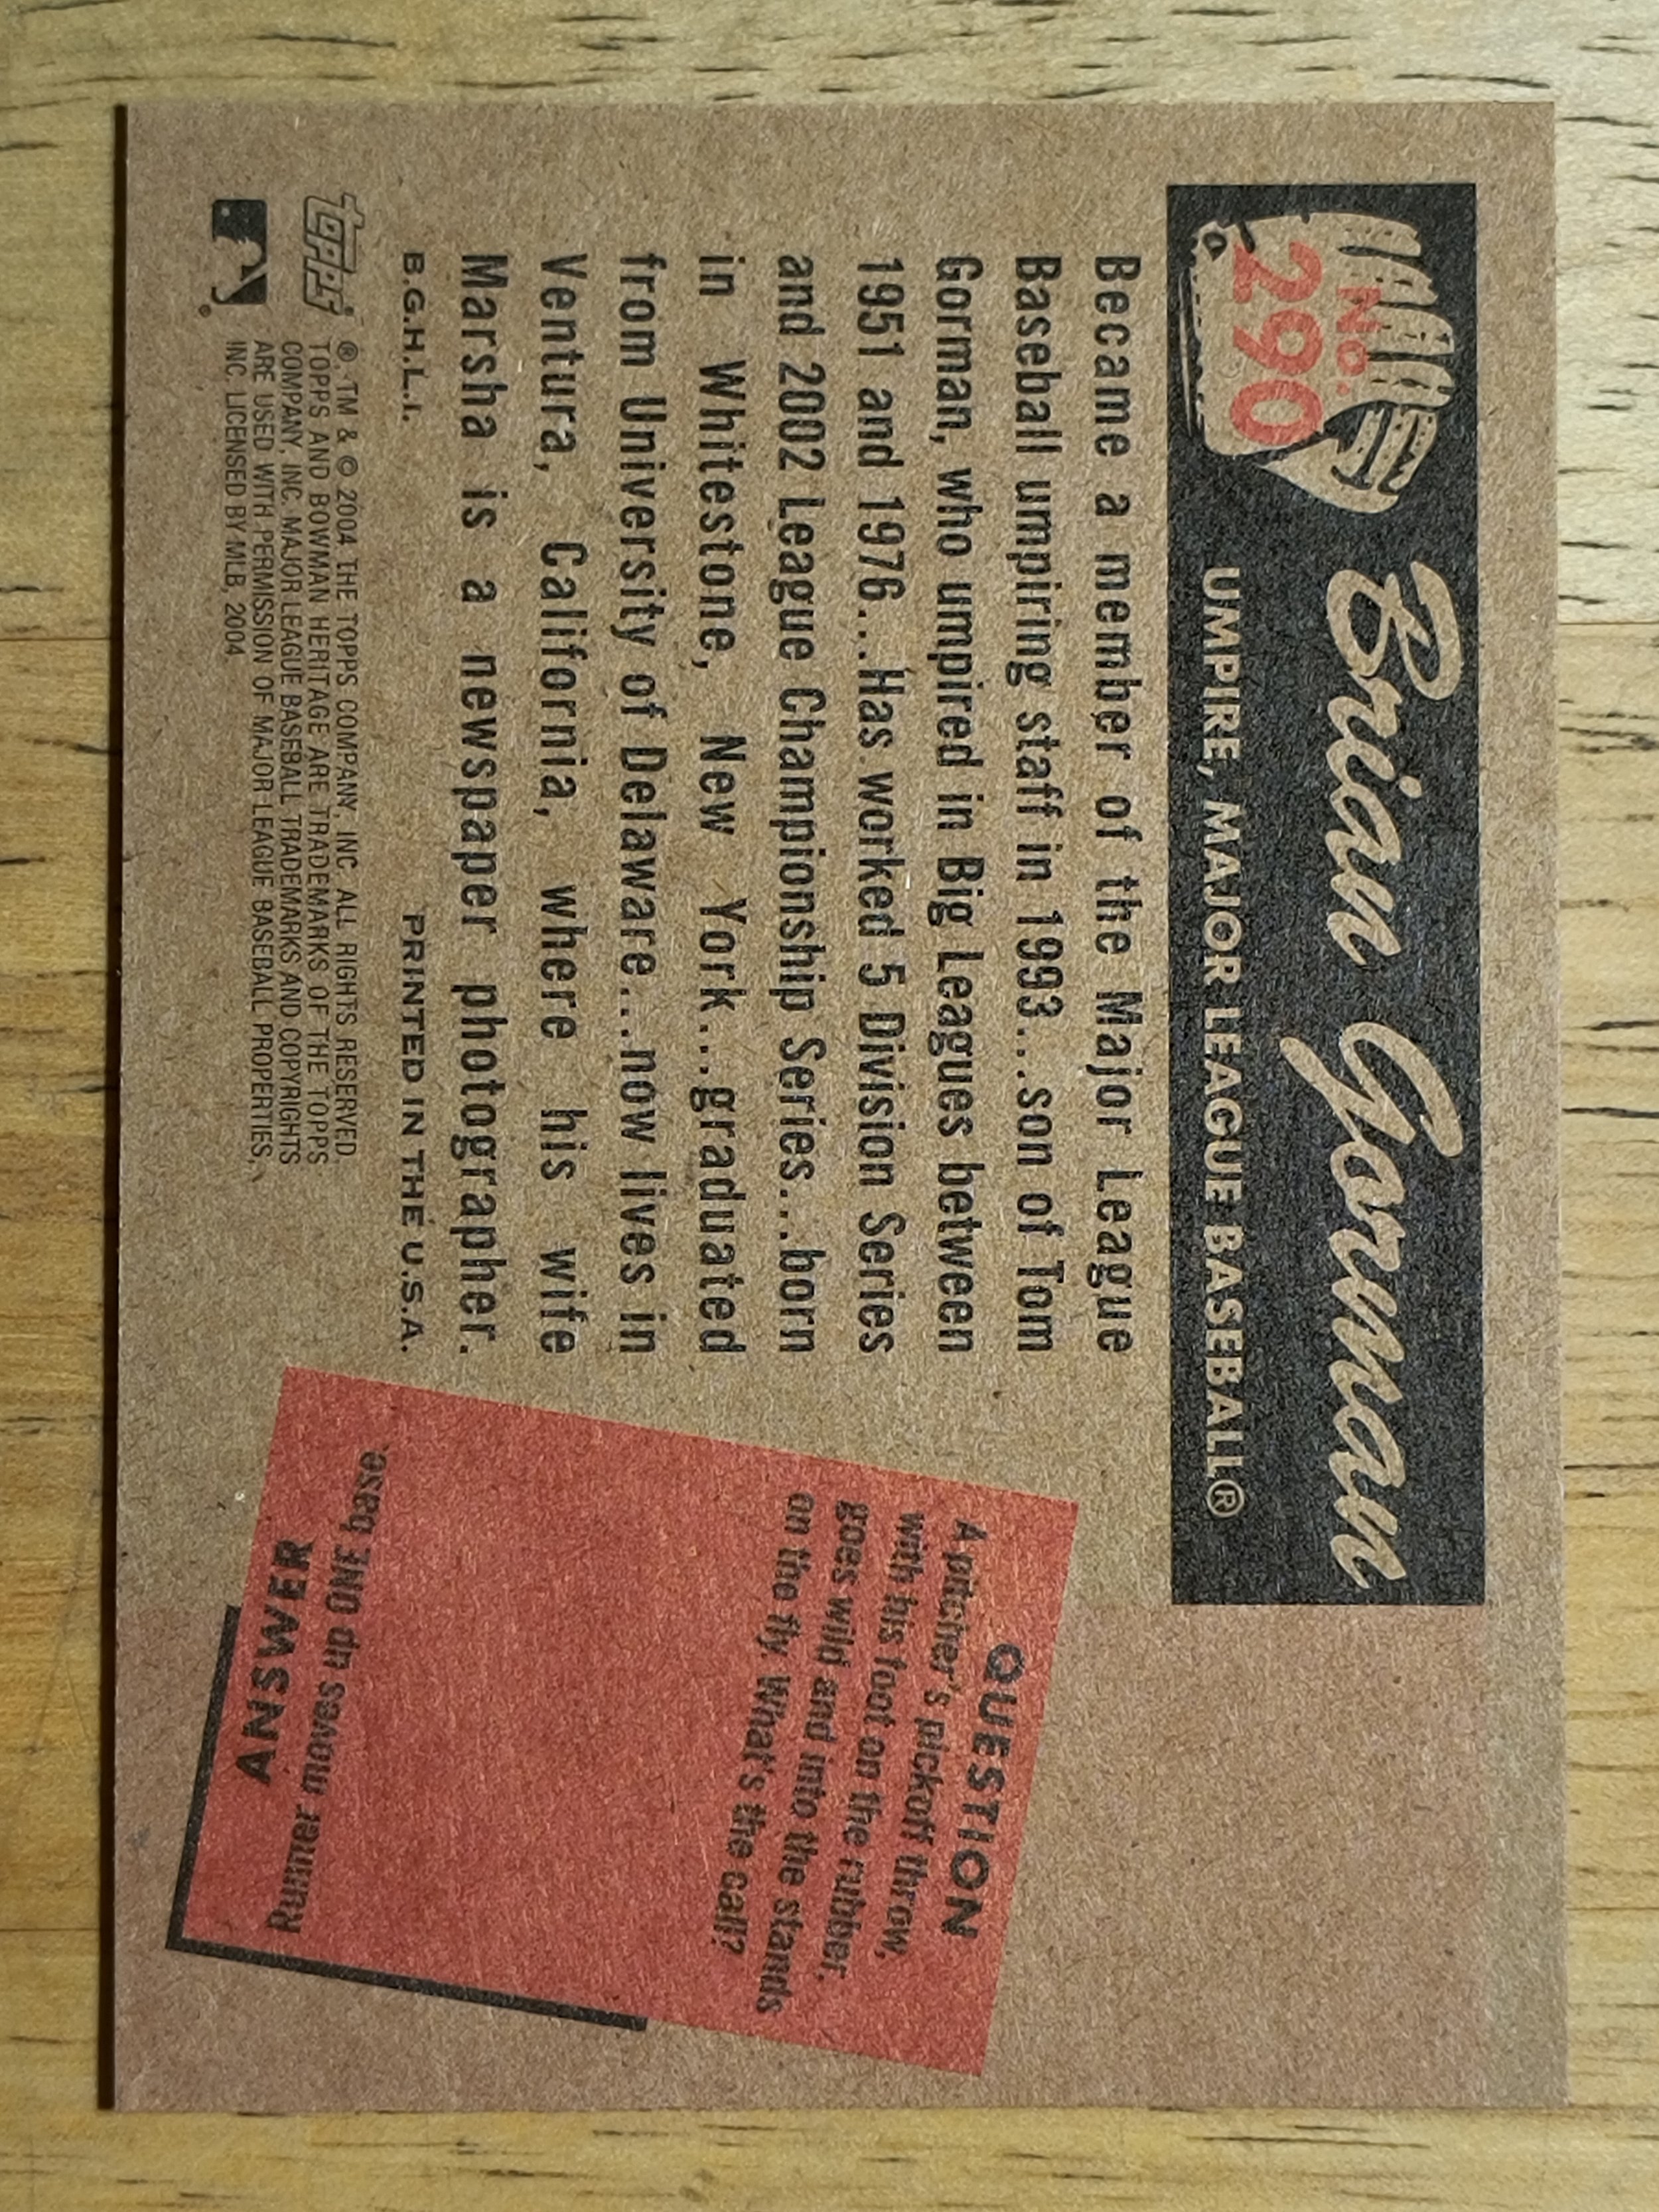 No.
290
Brian Gorman
UMPIRE, MAJOR LEAGUE BASEBALL®
Became a member of the Major League
Baseball umpiring staff in 1993...son of Tom
Gorman, who umpired in Big Leagues between
1951 and 1976...Has worked 5 Division Series
and 2002 League Championship Series...born
in Whitestone, New York...graduated
from University of Delaware...now lives in
Ventura, California, where his wife
Marsha is a newspaper photographer.
B.G.H.L.I. PRINTED IN THE U.S.A.
topps
®, TM & © 2004 THE TOPPS COMPANY, INC. ALL RIGHTS RESERVED
TOPPS AND BOWMAN HERITAGE ARE TRADEMARKS OF THE TOPPS
COMPANY, INC. MAJOR LEAGUE BASEBALL TRADEMARKS AND COPYRIGHTS
ARE USED WITH PERMISSION OF MAJOR LEAGUE BASEBALL PROPERTIES,
INC. LICENSED BY MLB, 2004
QUESTION
A pitcher's pickoff throw,
with his foot on the rubber,
goes wild and into the stands
on the fly. What's the call?
ANSWER
Runner moves up ONE base